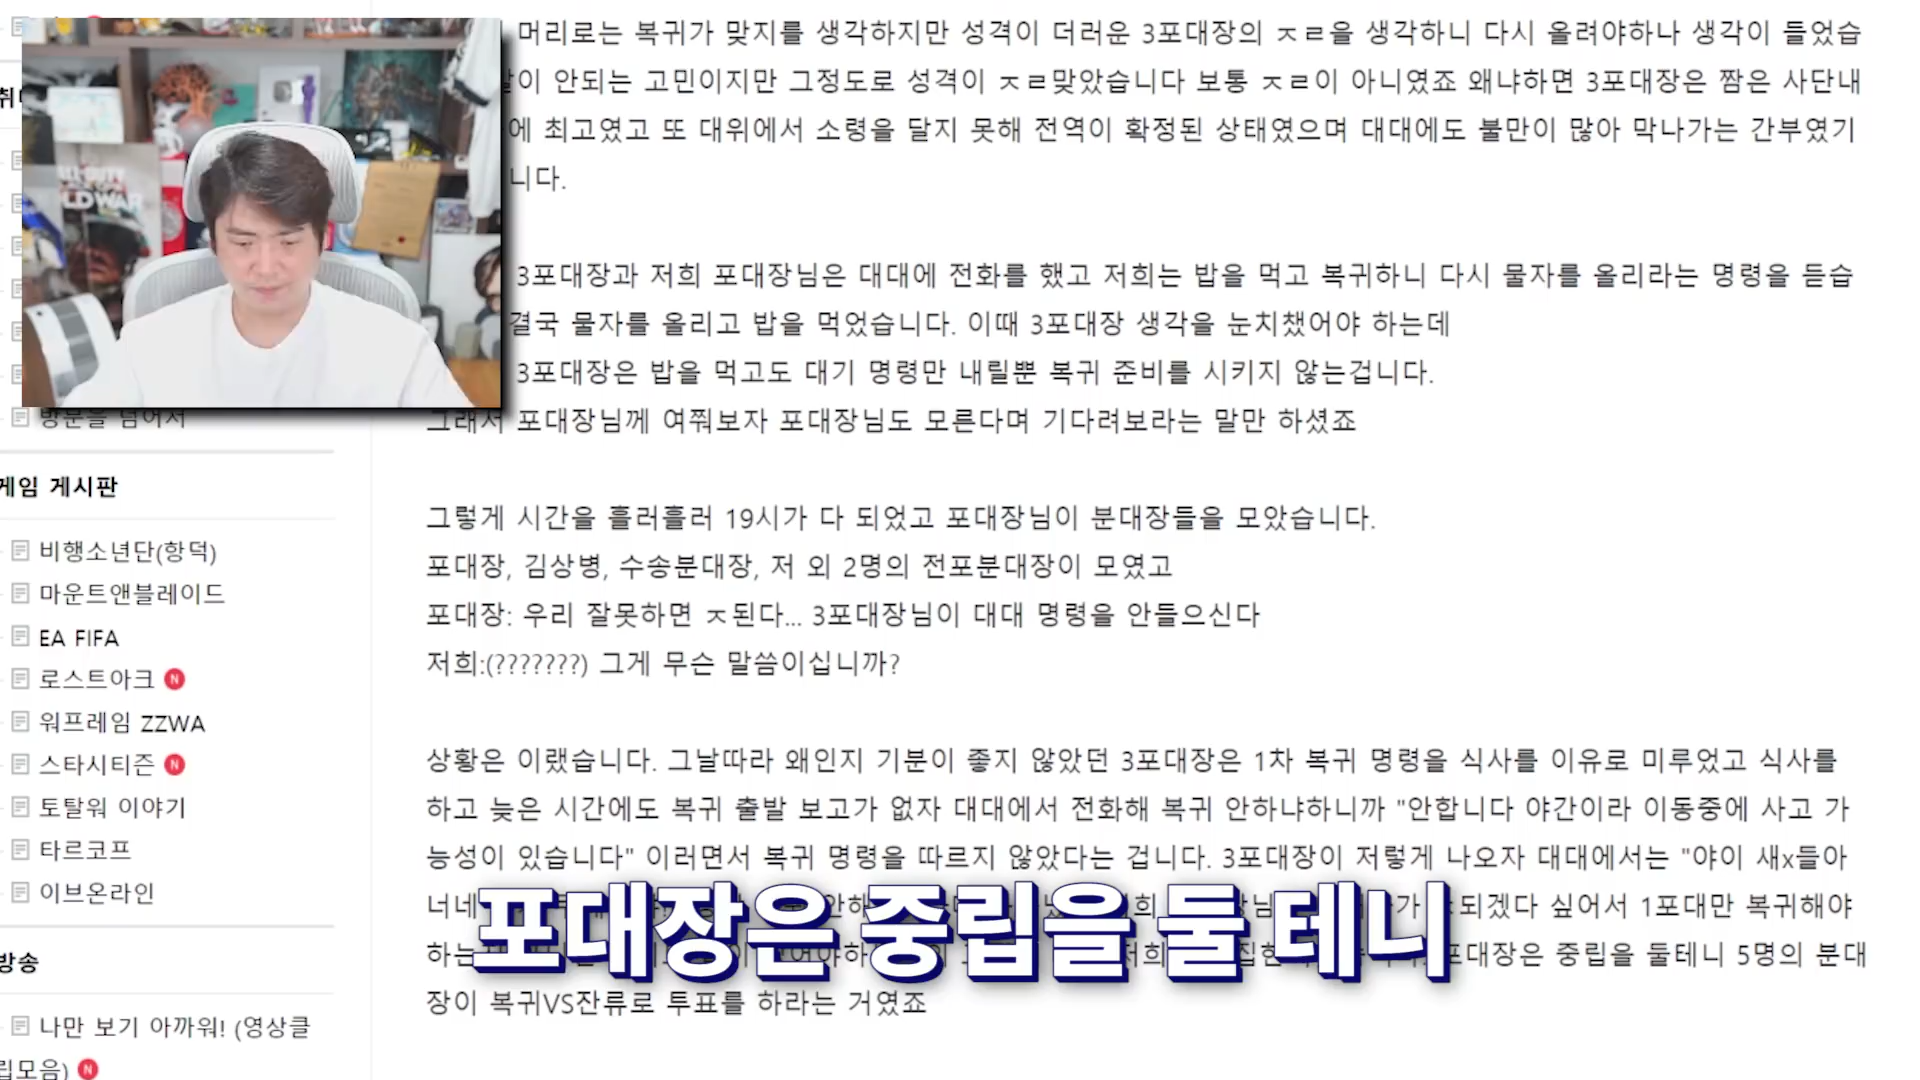 머리로는 복귀가 맞지를 생각하지만 성격이 더러운 3포대장의 ㅈㄹ을 생각하니 다시 올려야하나 생각이 들었습
이 안되는 고민이지만 그정도로 성격이 ㅈㄹ맞았습니다 보통 ㅈㄹ이 아니였죠 왜냐하면 3포대장은 짬은 사단내
에 최고였고 또 대위에서 소령을 달지 못해 전역이 확정된 상태였으며 대대에도 불만이 많아 막나가는 간부였기
니다.
3포대장과 저희 포대장님은 대대에 전화를 했고 저희는 밥을 먹고 복귀하니 다시 물자를 올리라는 명령을 듣습
결국 물자를 올리고 밥을 먹었습니다. 이때 3포대장 생각을 눈치챘어야 하는데
3포대장은 밥을 먹고도 대기 명령만 내릴뿐 복귀 준비를 시키지 않는겁니다.
그래서 포대장님께 여쭤보자 포대장님도 모른다며 기다려보라는 말만 하셨죠
그렇게 시간을 흘러흘러 19시가 다 되었고 포대장님이 분대장들을 모았습니다.
포대장, 김상병, 수송분대장, 저 외 2명의 전포분대장이 모였고
포대장: 우리 잘못하면 ㅈ된다... 3포대장님이 대대 명령을 안들으신다
저희:(???????) 그게 무슨 말씀이십니까?
상황은 이랬습니다. 그날따라 왜인지 기분이 좋지 않았던 3포대장은 1차 복귀 명령을 식사를 이유로 미루었고 식사를
하고 늦은 시간에도 복귀 출발 보고가 없자 대대에서 전화해 복귀 안하냐하니까 "안합니다 야간이라 이동중에 사고 가
능성이 있습니다" 이러면서 복귀 명령을 따르지 않았다는 겁니다. 3포대장이 저렇게 나오자 대대에서는 "야이 새x들아
너네 되겠다 싶어서 1포대만 복귀해야
하는 포대장은 중립을 둘테니 5명의 분대
장이 복귀VS잔류로 투표를 하라는 거였죠
포대장은 중립을 둘 테니
방문을 넘어서
게임 게시판
비행소년단(항덕)
마운트앤블레이드
EA FIFA
로스트아크 N
워프레임 ZZWA
스타시티즌 N
토탈워 이야기
타르코프
이브온라인
방송
나만 보기 아까워! (영상클
립모음) N